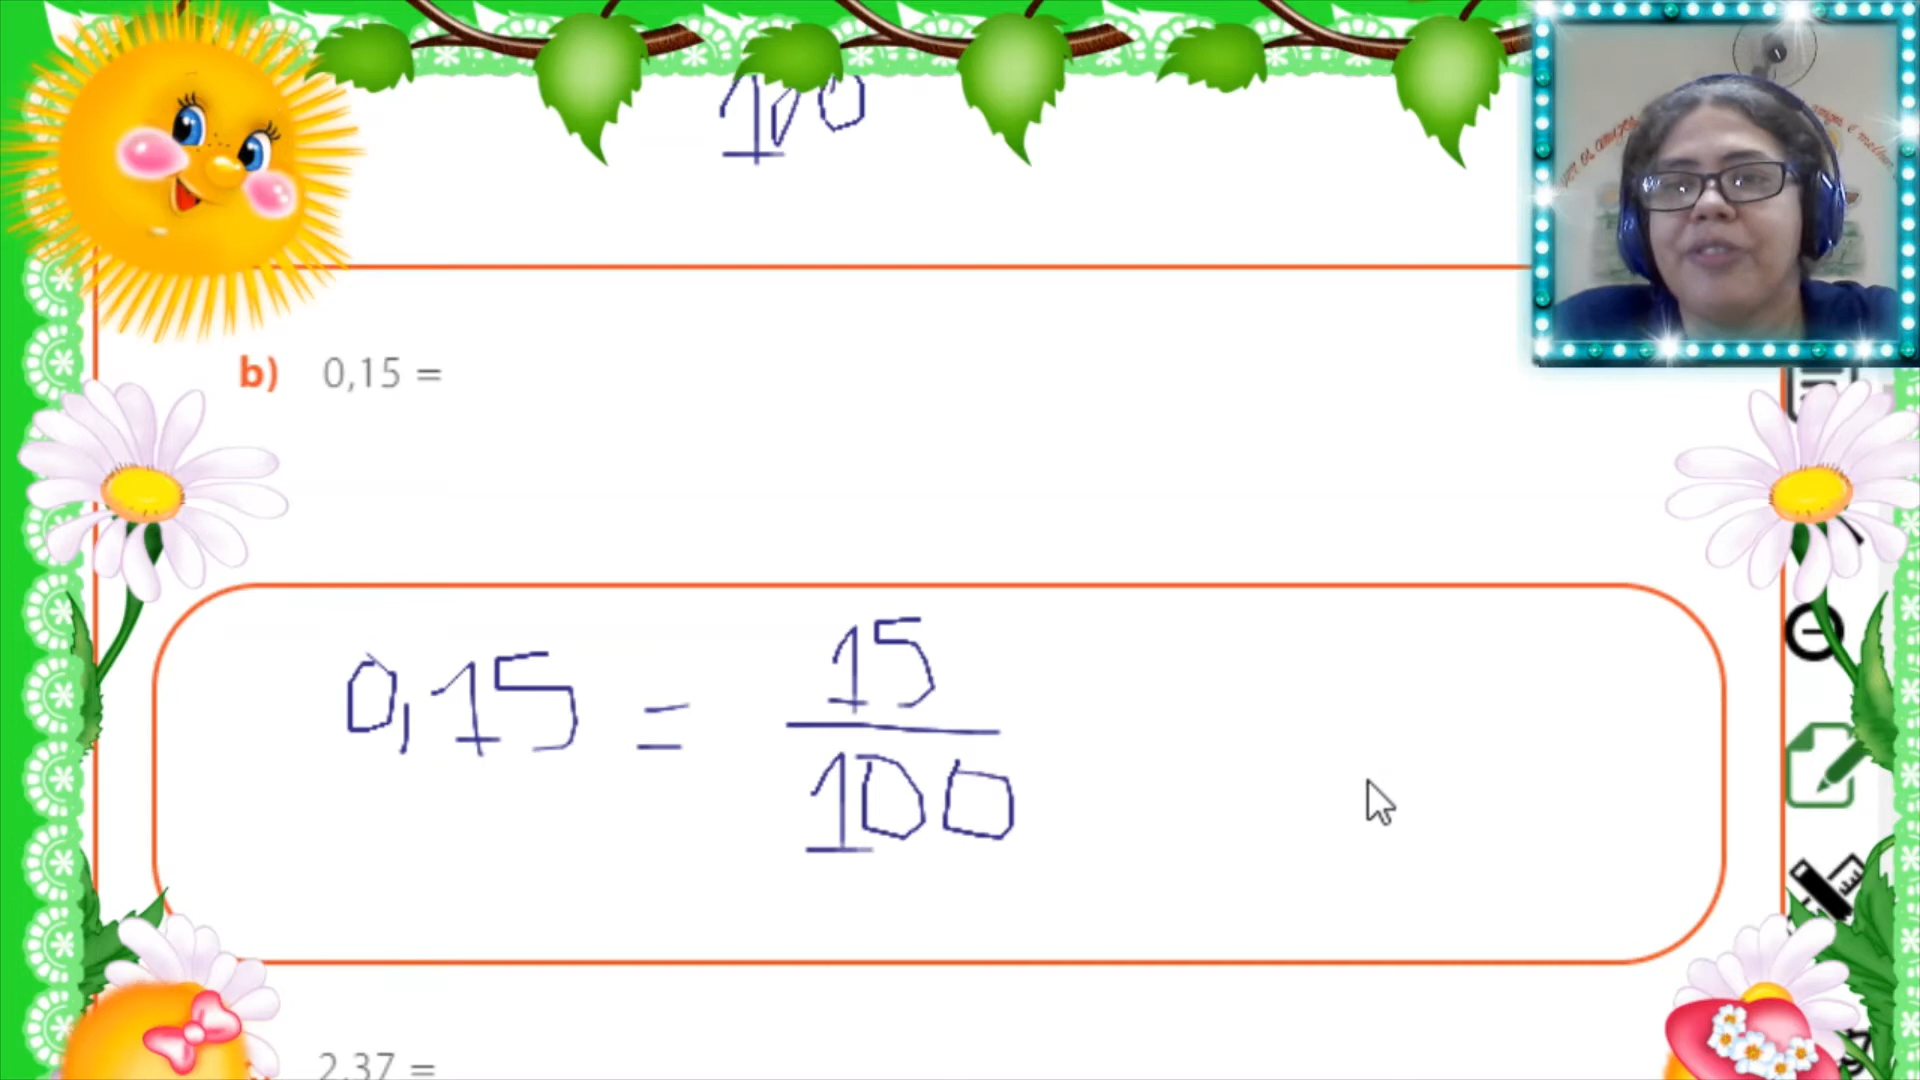 100
b) 0,15 =
0,15 = 15
100
2,37 =